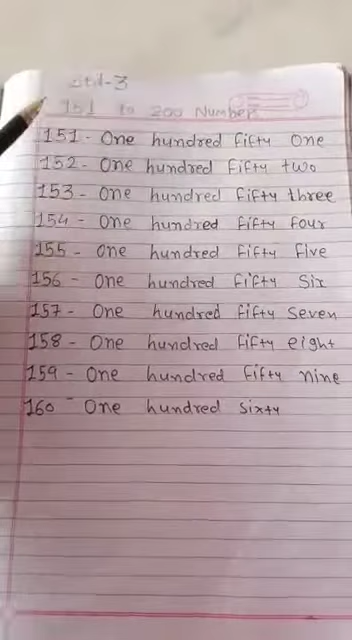 Std-3
151 to 200 Numbers
151- One hundred fifty One
152- One hundred fifty two
153- One hundred fifty three
154 - One hundred fifty four
155 - One hundred fifty five
156 - One hundred fifty six
157 - One hundred fifty seven
158 - One hundred fifty eight
159 - One hundred fifty nine
160 - One hundred sixty